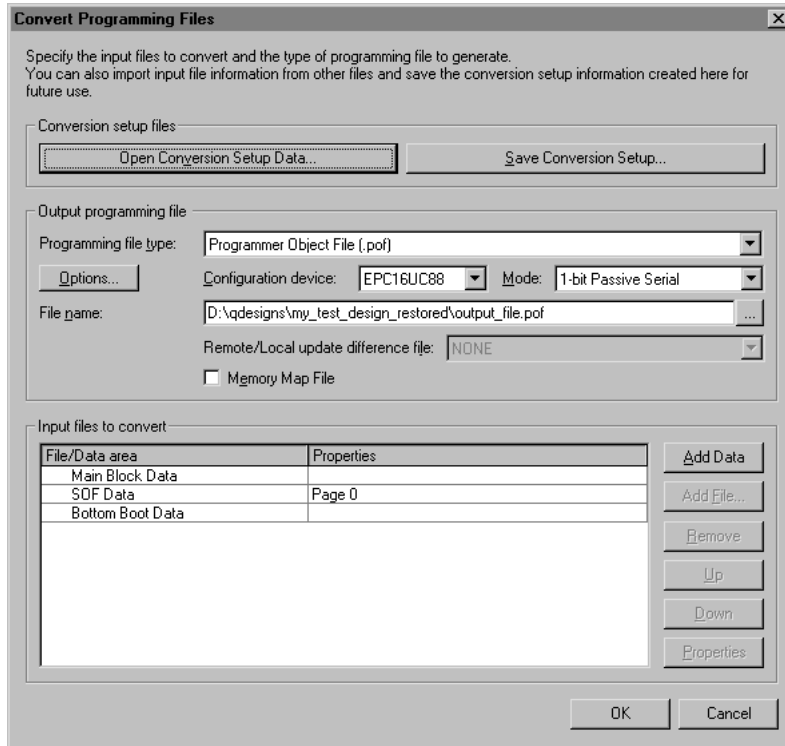 Convert Programming Files
Specify the input files to convert and the type of programming file to generate.
You can also import input file information from other files and save the conversion setup information created here for
future use.
Conversion setup files
Open Conversion Setup Data...
Save Conversion Setup...
Output programming file
Programming file type:
Programmer Object File (.pof)
Options...
Configuration device:
EPC16UC88
Mode:
1-bit Passive Serial
File name:
D:\qdesigns\my_test_design_restored\output_file.pof
...
Remote/Local update difference file:
NONE
Memory Map File
Input files to convert
File/Data area
Properties
Add Data
Main Block Data
SOF Data
Page 0
Add File...
Bottom Boot Data
Remove
Up
Down
Properties
OK
Cancel